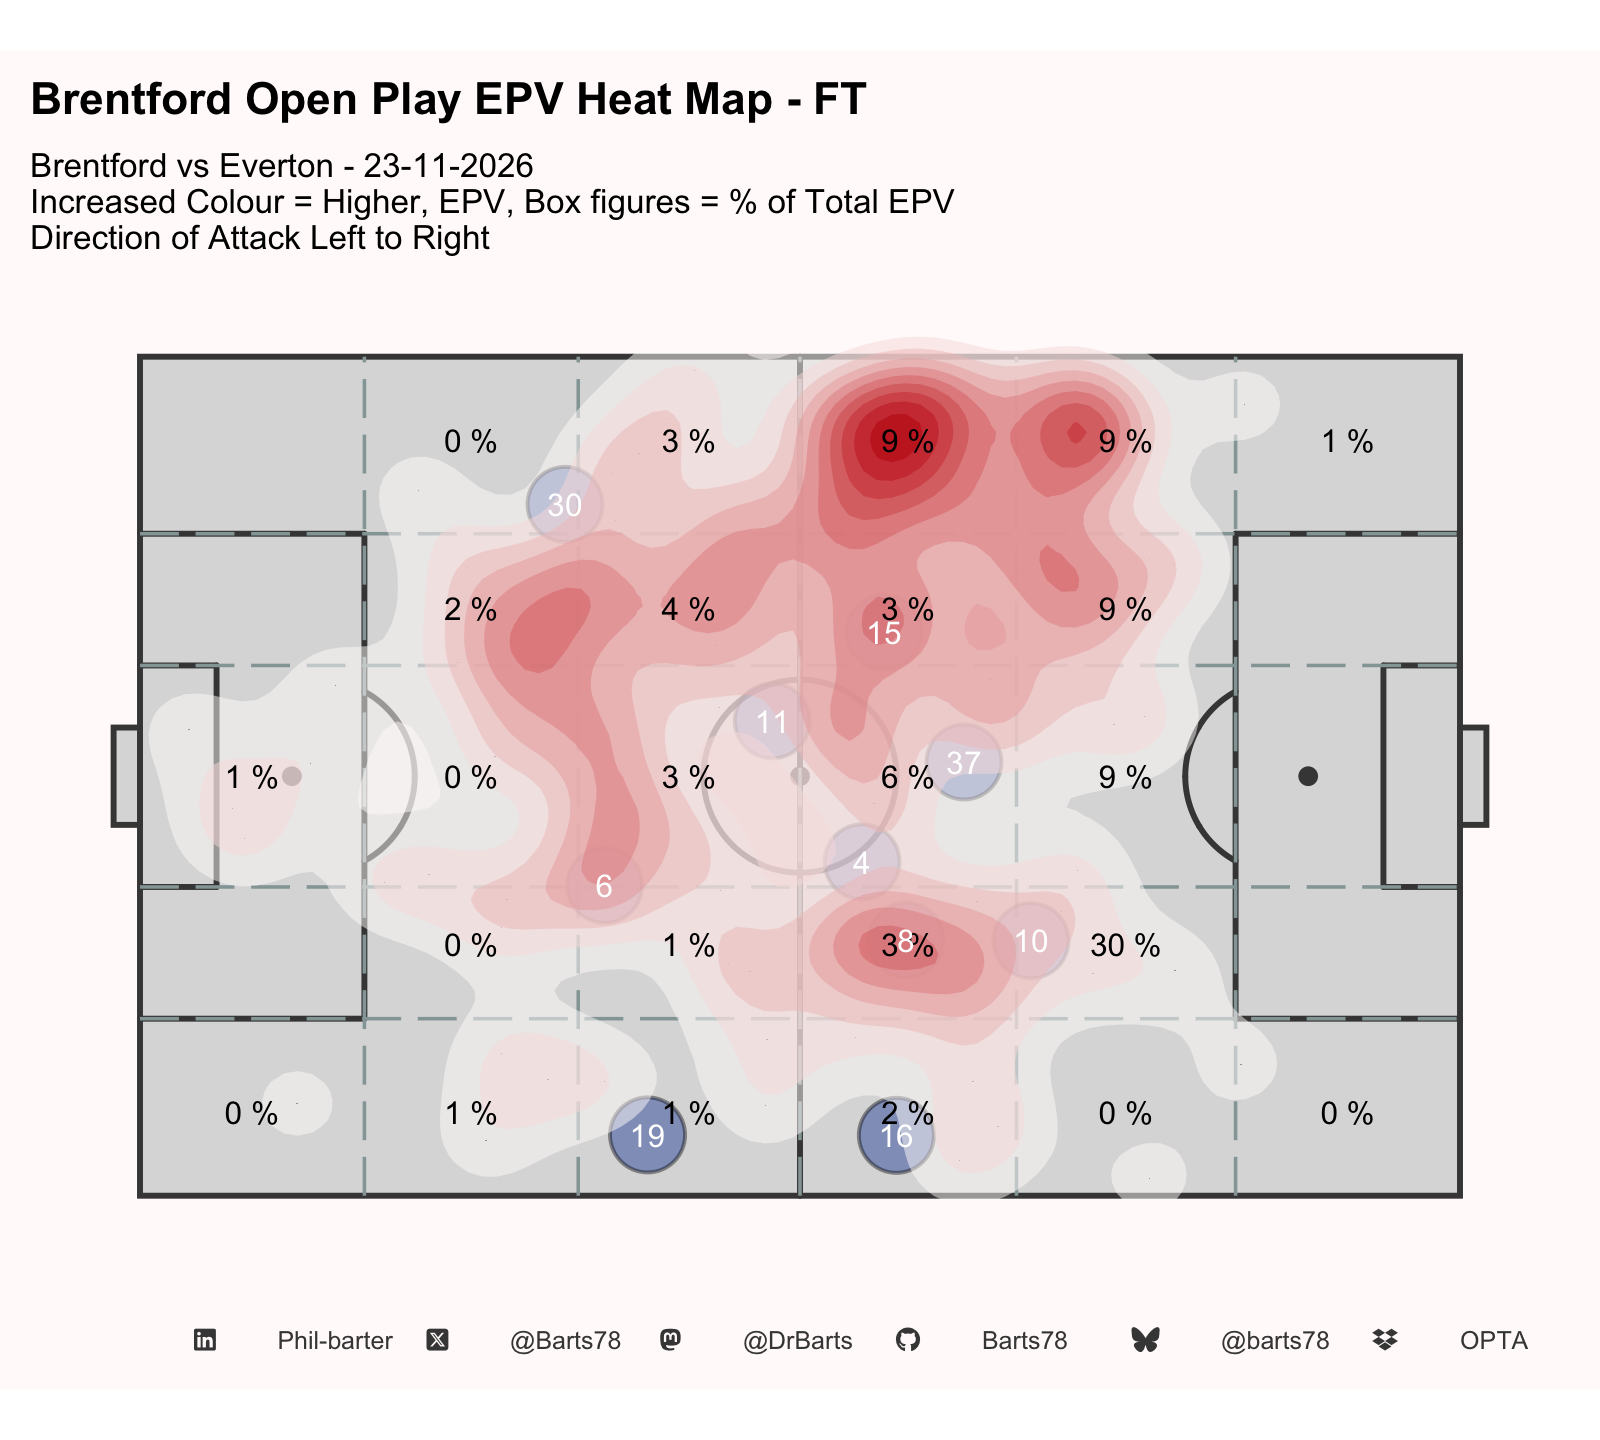 Brentford Open Play EPV Heat Map - FT
Brentford vs Everton - 23-11-2026
Increased Colour = Higher, EPV, Box figures = % of Total EPV
Direction of Attack Left to Right
0 % 3 % 9 % 9 % 1 %
30
2 % 4 % 3 % 9 %
15
11
37
1 % 0 % 3 % 6 % 9 %
4
6
0 % 1 % 3 % 30 %
8 10
0 % 1 % 1 % 2 % 0 % 0 %
19 16
Phil-barter @Barts78 @DrBarts Barts78 @barts78 OPTA